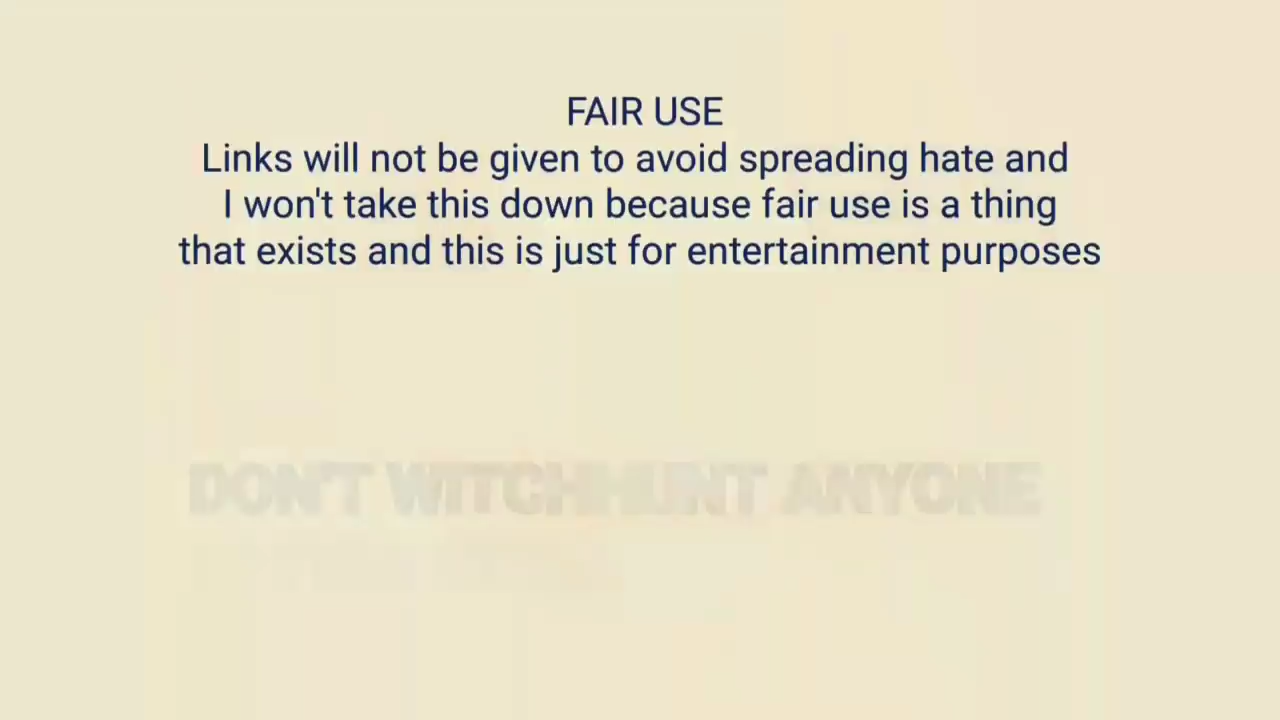 FAIR USE
Links will not be given to avoid spreading hate and
I won't take this down because fair use is a thing
that exists and this is just for entertainment purposes
DON'T WITCHHUNT ANYONE